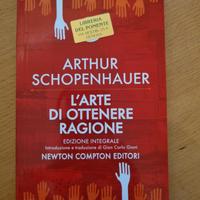 LIBRERIA
DEL PONENTE
ARTHUR
SCHOPENHAUER
L'ARTE
DI OTTENERE
RAGIONE
EDIZIONE INTEGRALE
Introduzione e traduzione di Gian Carlo Giani
NEWTON COMPTON EDITORI